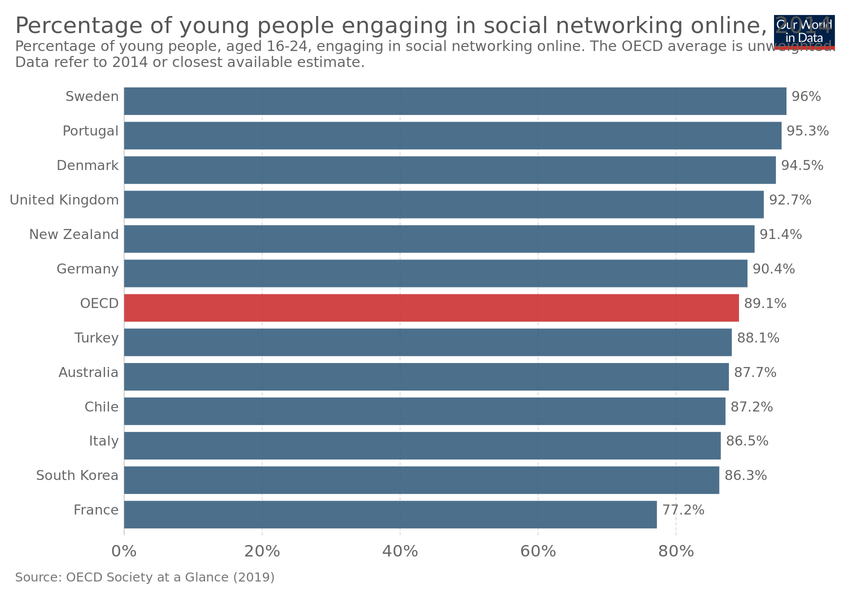 Percentage of young people engaging in social networking online, 2014
Our World
in Data
Percentage of young people, aged 16-24, engaging in social networking online. The OECD average is unweighted.
Data refer to 2014 or closest available estimate.
Sweden 96%
Portugal 95.3%
Denmark 94.5%
United Kingdom 92.7%
New Zealand 91.4%
Germany 90.4%
OECD 89.1%
Turkey 88.1%
Australia 87.7%
Chile 87.2%
Italy 86.5%
South Korea 86.3%
France 77.2%
0% 20% 40% 60% 80%
Source: OECD Society at a Glance (2019)